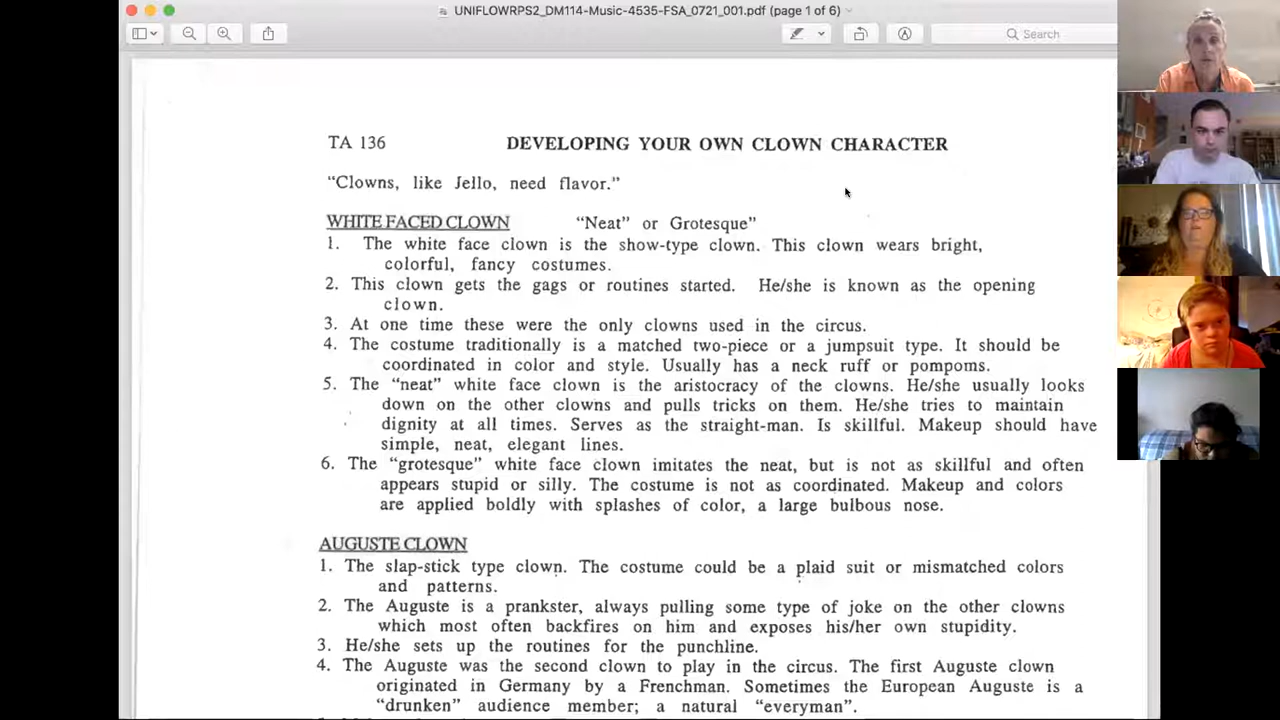 UNIFLOWRPS2_DM114-Music-4535-FSA_0721_001.pdf (page 1 of 6)
Search
TA 136 DEVELOPING YOUR OWN CLOWN CHARACTER
“Clowns, like Jello, need flavor.”
WHITE FACED CLOWN “Neat” or Grotesque”
1. The white face clown is the show-type clown. This clown wears bright,
colorful, fancy costumes.
2. This clown gets the gags or routines started. He/she is known as the opening
clown.
3. At one time these were the only clowns used in the circus.
4. The costume traditionally is a matched two-piece or a jumpsuit type. It should be
coordinated in color and style. Usually has a neck ruff or pompoms.
5. The “neat” white face clown is the aristocracy of the clowns. He/she usually looks
down on the other clowns and pulls tricks on them. He/she tries to maintain
dignity at all times. Serves as the straight-man. Is skillful. Makeup should have
simple, neat, elegant lines.
6. The “grotesque” white face clown imitates the neat, but is not as skillful and often
appears stupid or silly. The costume is not as coordinated. Makeup and colors
are applied boldly with splashes of color, a large bulbous nose.
AUGUSTE CLOWN
1. The slap-stick type clown. The costume could be a plaid suit or mismatched colors
and patterns.
2. The Auguste is a prankster, always pulling some type of joke on the other clowns
which most often backfires on him and exposes his/her own stupidity.
3. He/she sets up the routines for the punchline.
4. The Auguste was the second clown to play in the circus. The first Auguste clown
originated in Germany by a Frenchman. Sometimes the European Auguste is a
“drunken” audience member; a natural “everyman”.